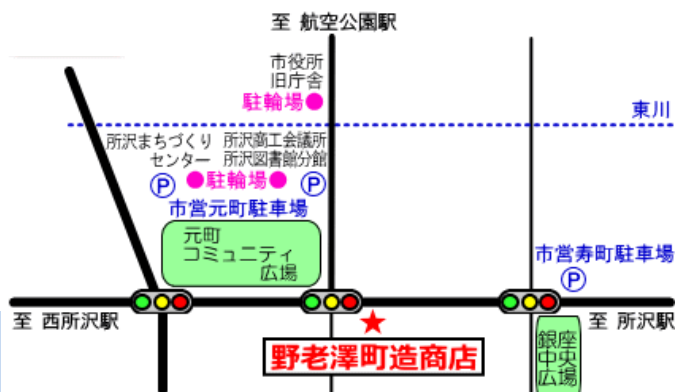 至 航空公園駅
市役所
旧庁舎
駐輪場●
東川
所沢まちづくり
センター
所沢商工会議所
所沢図書館分館
Ⓟ ●駐輪場● Ⓟ
市営元町駐車場
元町
コミュニティ
広場
市営寿町駐車場
Ⓟ
至 西所沢駅
至 所沢駅
★
野老澤町造商店
銀座
中央
広場